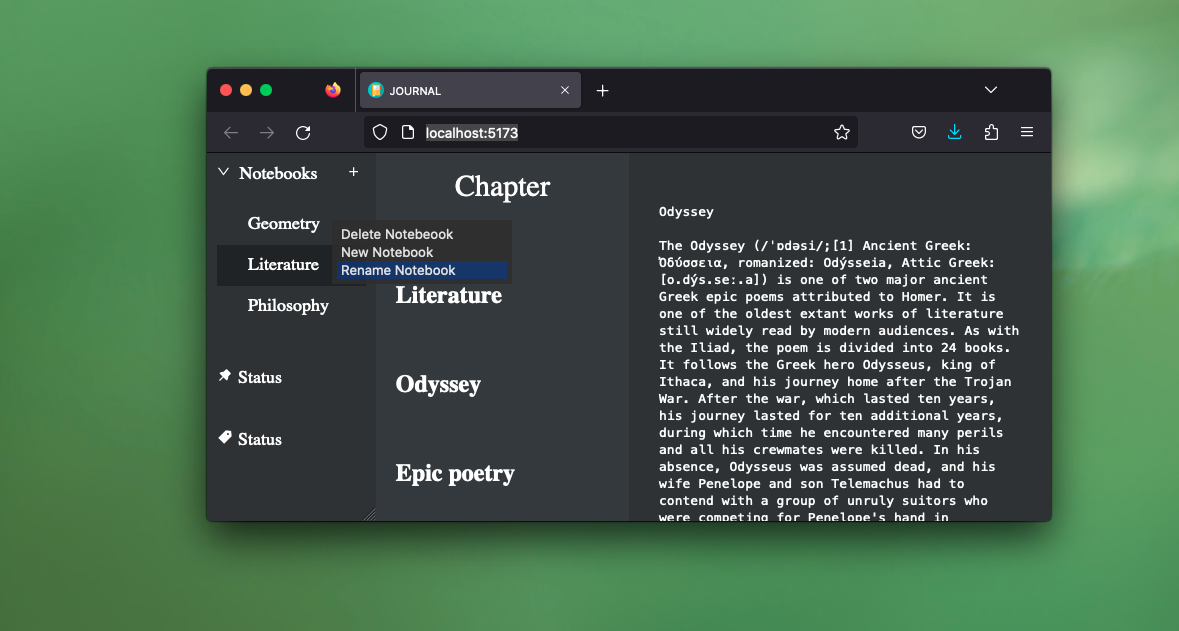 JOURNAL
localhost:5173
Notebooks
Geometry
Literature
Philosophy
Status
Status
Delete Notebeook
New Notebook
Rename Notebook
Chapter
Literature
Odyssey
Epic poetry
Odyssey
The Odyssey (/ˈɒdəsi/;[1] Ancient Greek:
Ὀδύσσεια, romanized: Odýsseia, Attic Greek:
[o.dýs.seː.a]) is one of two major ancient
Greek epic poems attributed to Homer. It is
one of the oldest extant works of literature
still widely read by modern audiences. As with
the Iliad, the poem is divided into 24 books.
It follows the Greek hero Odysseus, king of
Ithaca, and his journey home after the Trojan
War. After the war, which lasted ten years,
his journey lasted for ten additional years,
during which time he encountered many perils
and all his crewmates were killed. In his
absence, Odysseus was assumed dead, and his
wife Penelope and son Telemachus had to
contend with a group of unruly suitors who
were competing for Penelope's hand in